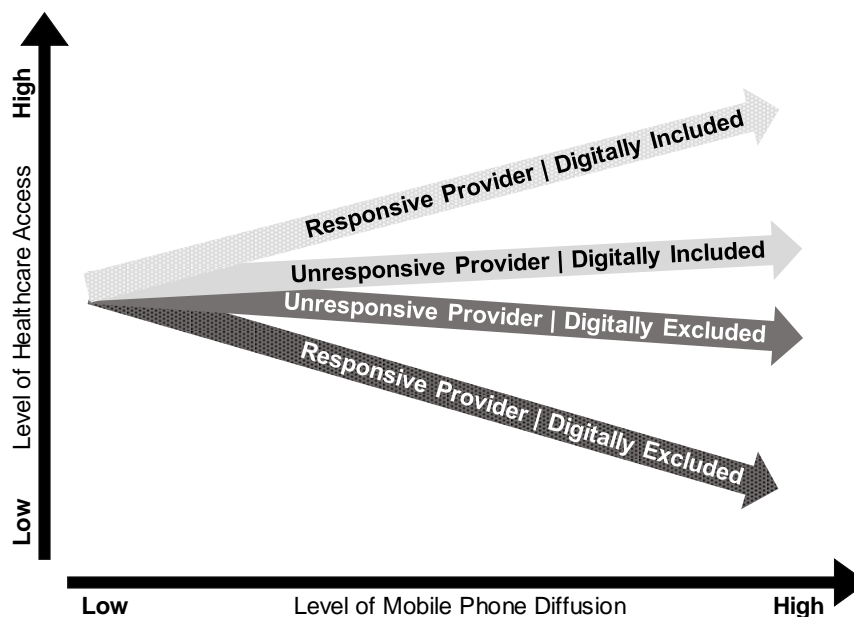 High
Level of Healthcare Access
Low
Responsive Provider | Digitally Included
Unresponsive Provider | Digitally Included
Unresponsive Provider | Digitally Excluded
Responsive Provider | Digitally Excluded
Low
Level of Mobile Phone Diffusion
High